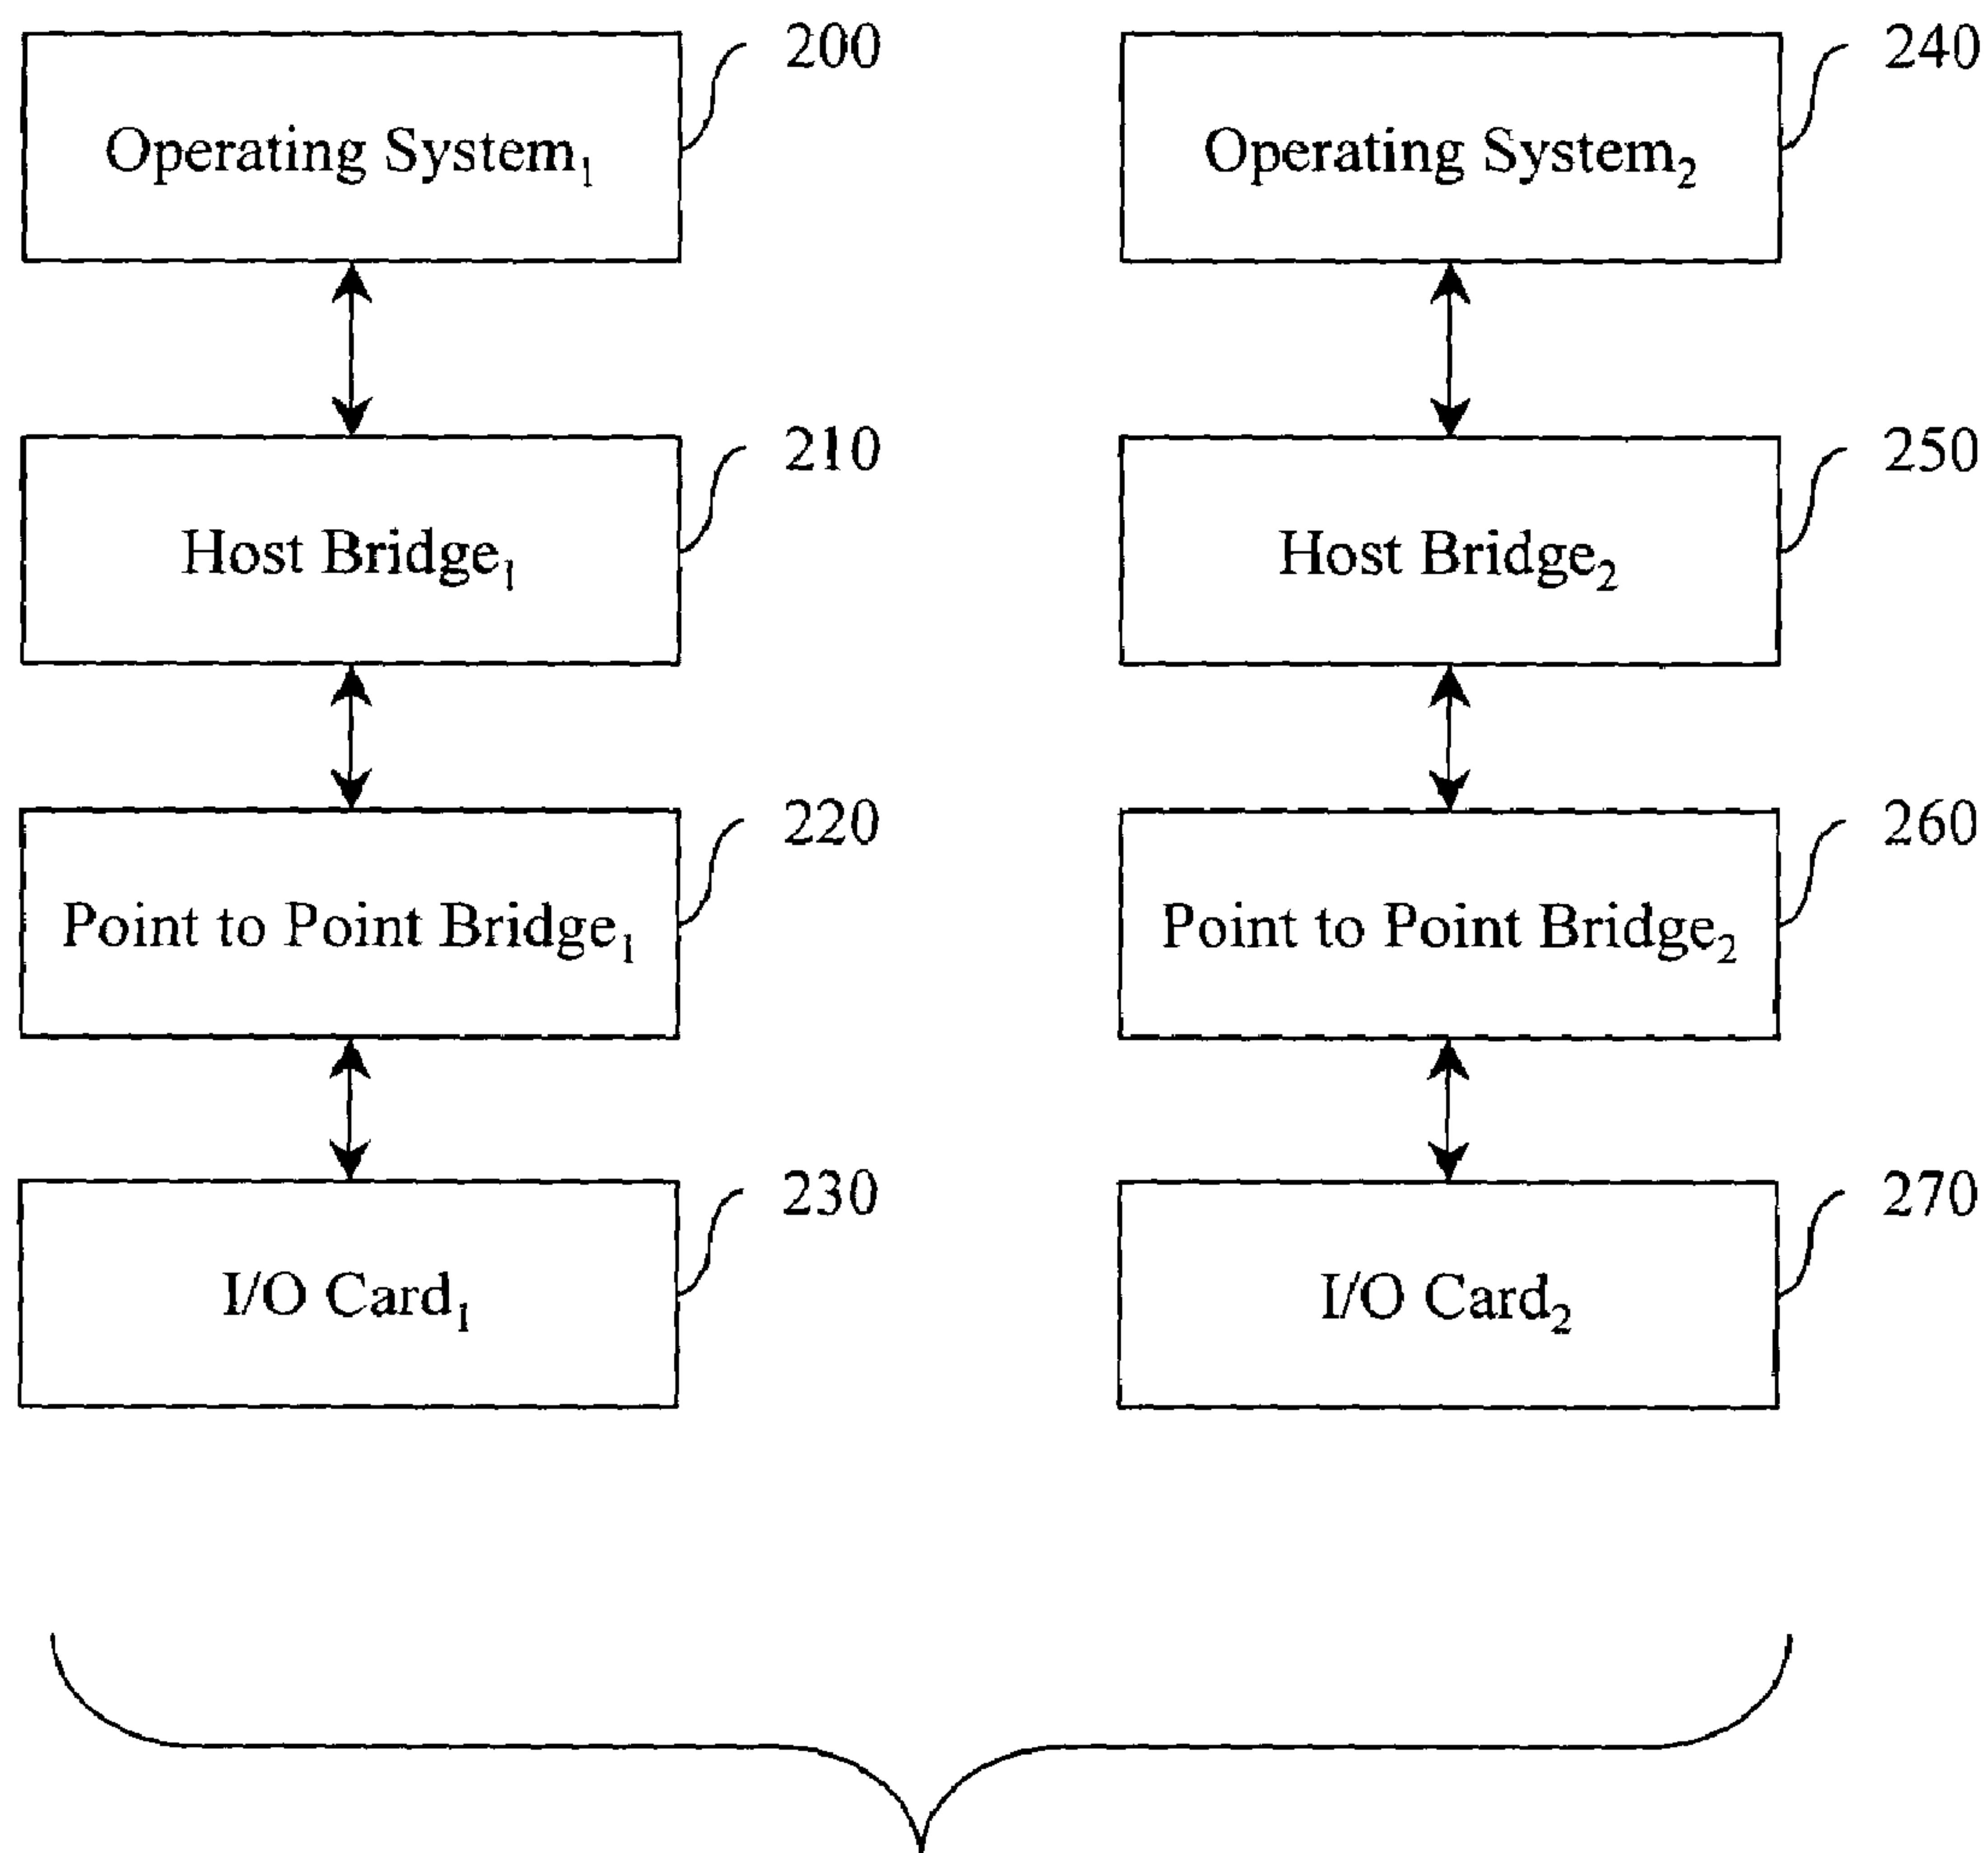 200
Operating System₁
240
Operating System₂
210
Host Bridge₁
250
Host Bridge₂
220
Point to Point Bridge₁
260
Point to Point Bridge₂
230
I/O Card₁
270
I/O Card₂